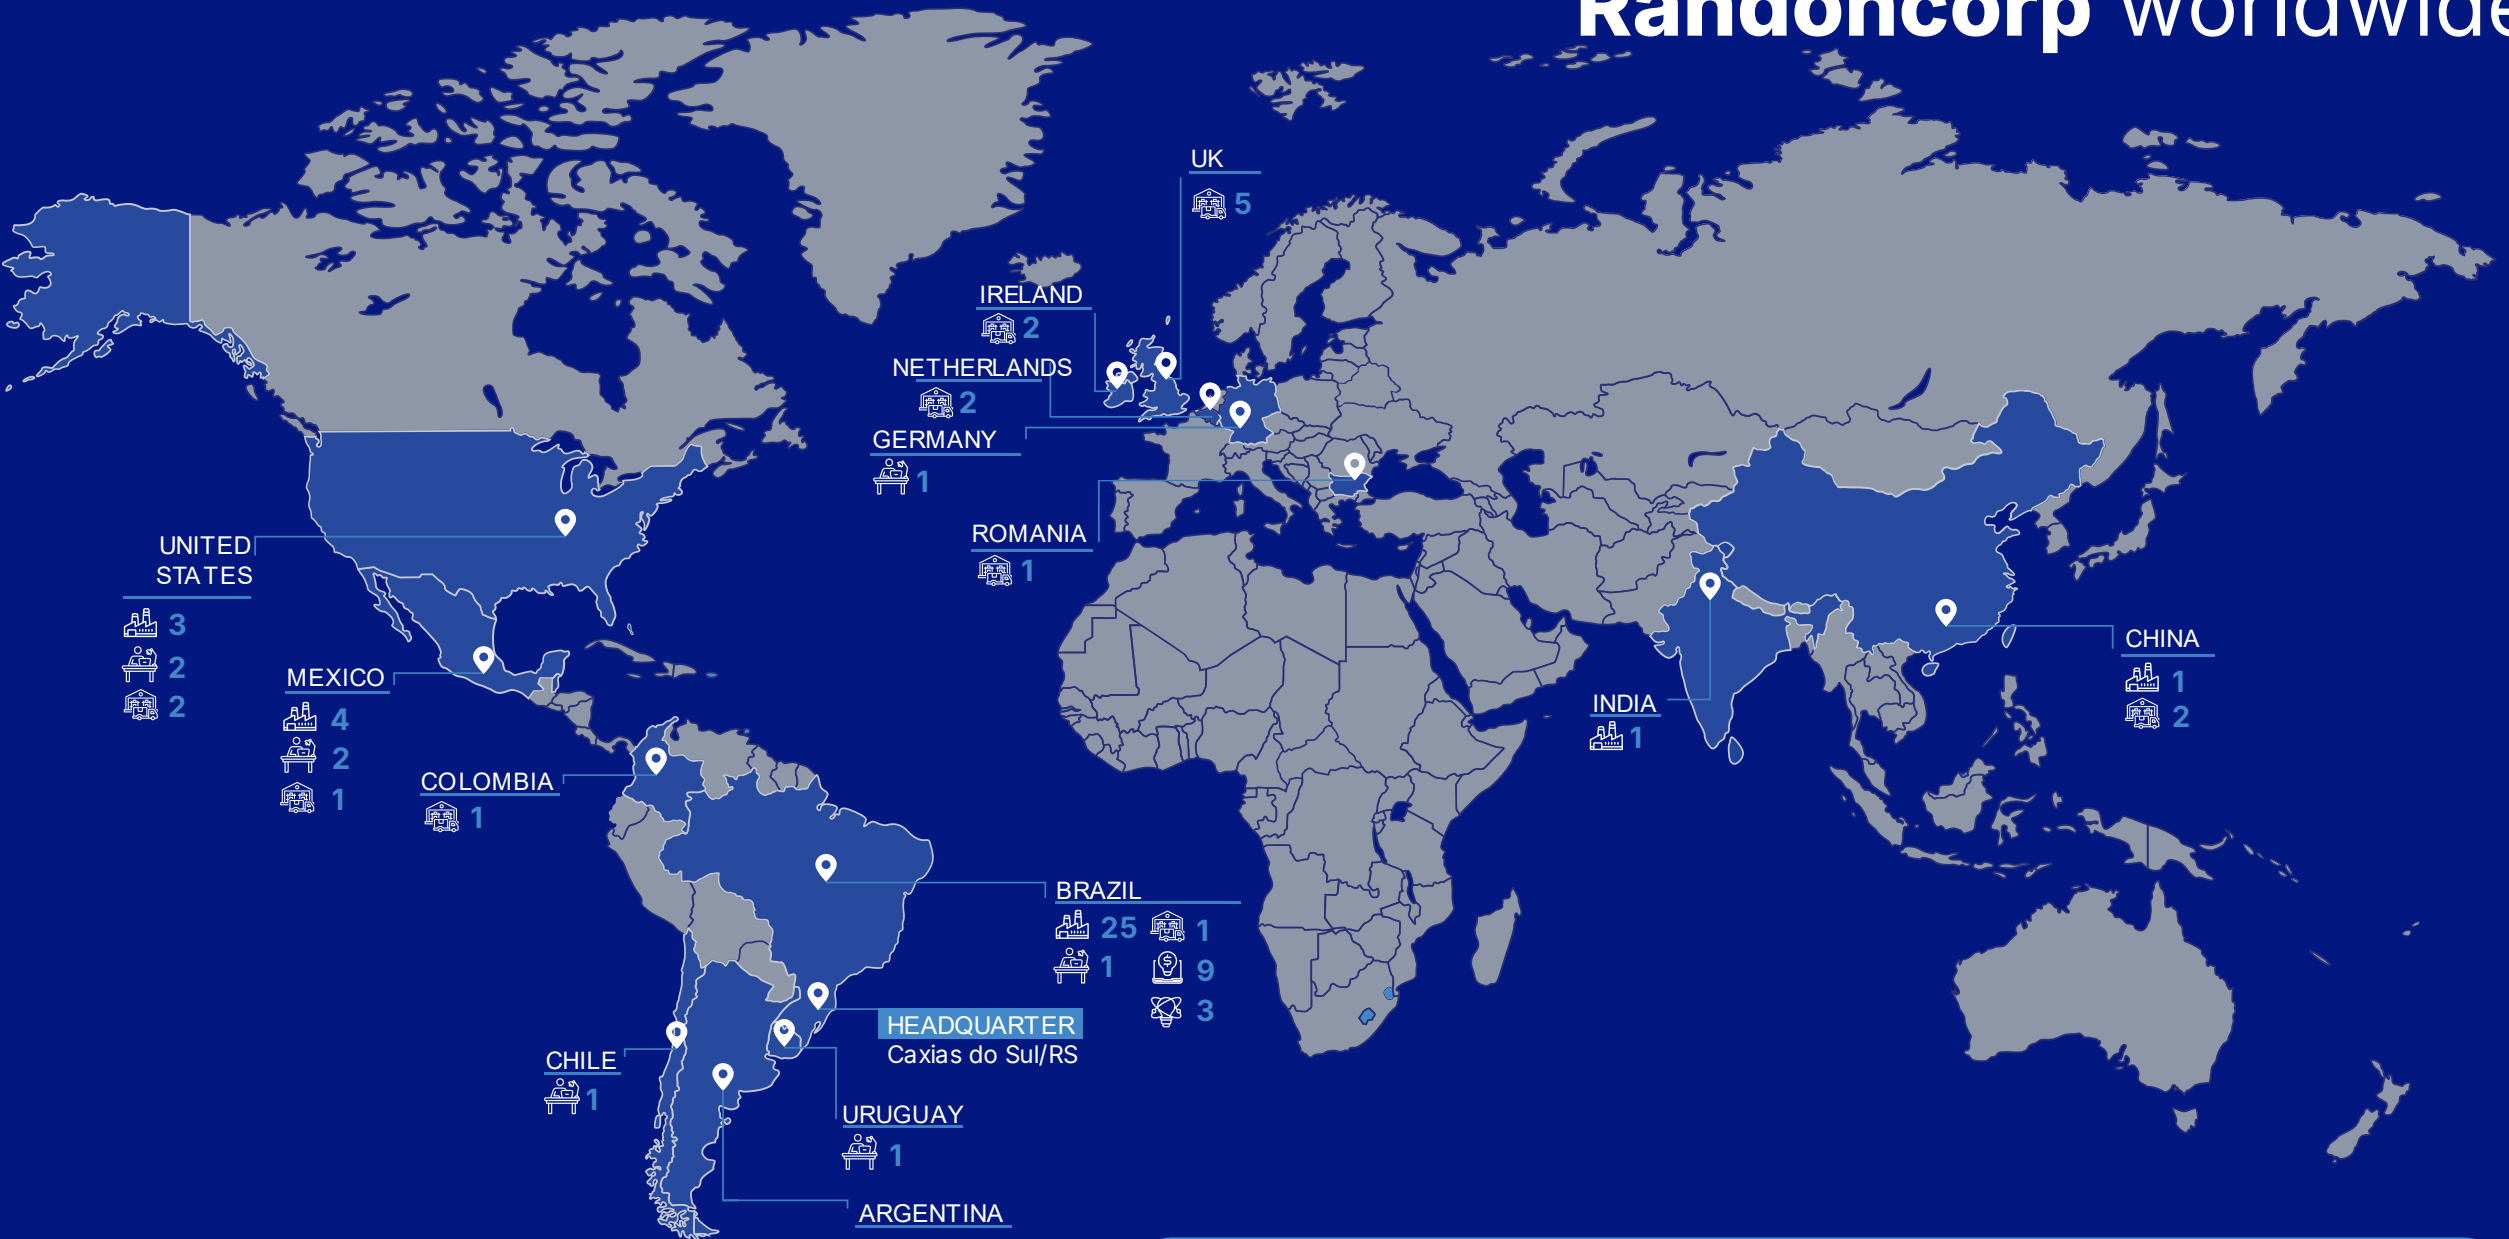 Randoncorp worldwide
UK
5
IRELAND
2
NETHERLANDS
2
GERMANY
1
ROMANIA
1
UNITED
STATES
3
2
2
MEXICO
4
2
1
COLOMBIA
1
CHINA
1
2
INDIA
1
BRAZIL
25 1
1 9
3
HEADQUARTER
Caxias do Sul/RS
CHILE
1
URUGUAY
1
ARGENTINA